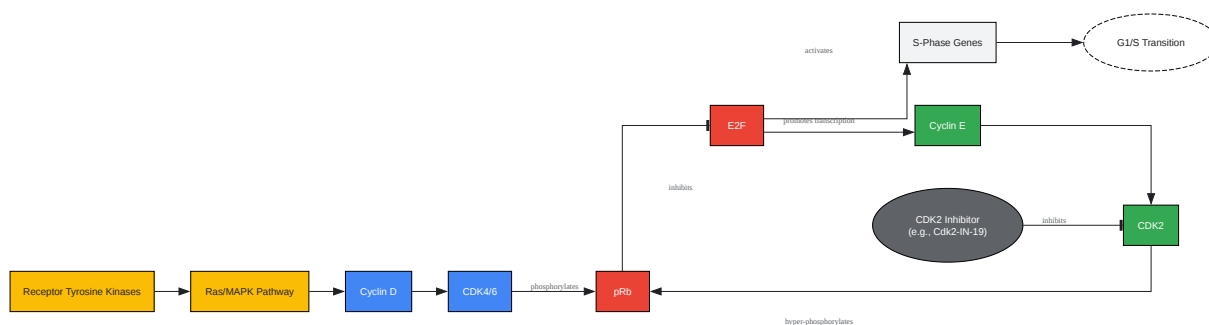 S-Phase Genes
G1/S Transition
activates
E2F
promotes transcription
Cyclin E
inhibits
CDK2 Inhibitor
(e.g., Cdk2-IN-19)
inhibits
CDK2
Receptor Tyrosine Kinases
Ras/MAPK Pathway
Cyclin D
CDK4/6
phosphorylates
pRb
hyper-phosphorylates